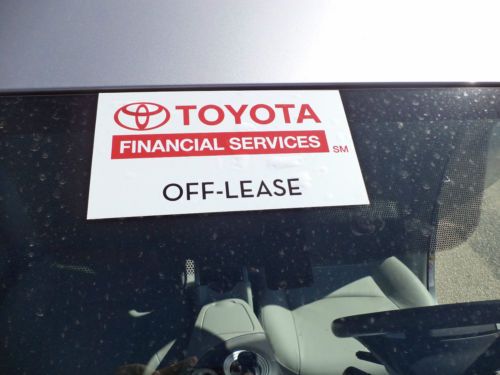 TOYOTA
FINANCIAL SERVICES SM
OFF-LEASE